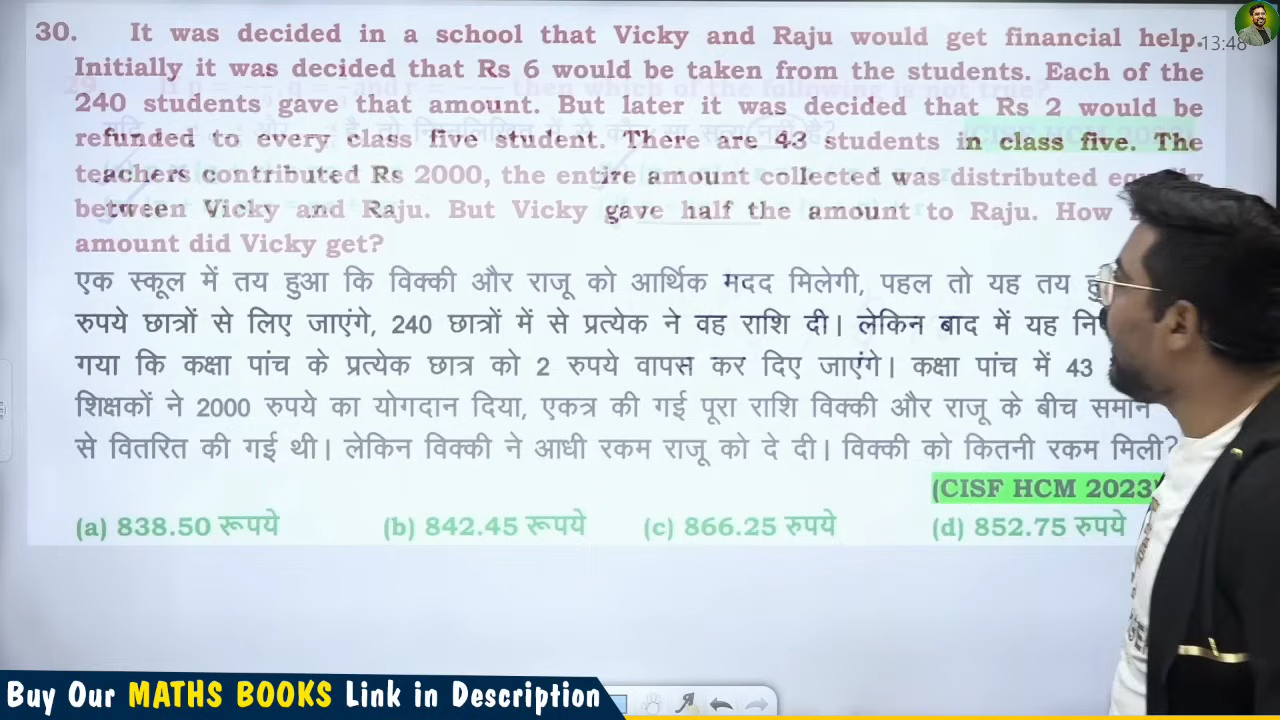 30. It was decided in a school that Vicky and Raju would get financial help.
13:48
Initially it was decided that Rs 6 would be taken from the students. Each of the
240 students gave that amount. But later it was decided that Rs 2 would be
refunded to every class five student. There are 43 students in class five. The
teachers contributed Rs 2000, the entire amount collected was distributed
between Vicky and Raju. But Vicky gave half the amount to Raju. How
amount did Vicky get?
एक स्कूल में तय हुआ कि विक्की और राजू को आर्थिक मदद मिलेगी, पहल तो यह तय
रुपये छात्रों से लिए जाएंगे, 240 छात्रों में से प्रत्येक ने वह राशि दी। लेकिन बाद में यह
गया कि कक्षा पांच के प्रत्येक छात्र को 2 रुपये वापस कर दिए जाएंगे। कक्षा पांच में 43
शिक्षकों ने 2000 रुपये का योगदान दिया, एकत्र की गई पूरा राशि विक्की और राजू के बीच समान
से वितरित की गई थी। लेकिन विक्की ने आधी रकम राजू को दे दी। विक्की को कितनी रकम मिली?
(CISF HCM 2023)
(a) 838.50 रूपये (b) 842.45 रूपये (c) 866.25 रुपये (d) 852.75 रुपये
Buy Our MATHS BOOKS Link in Description